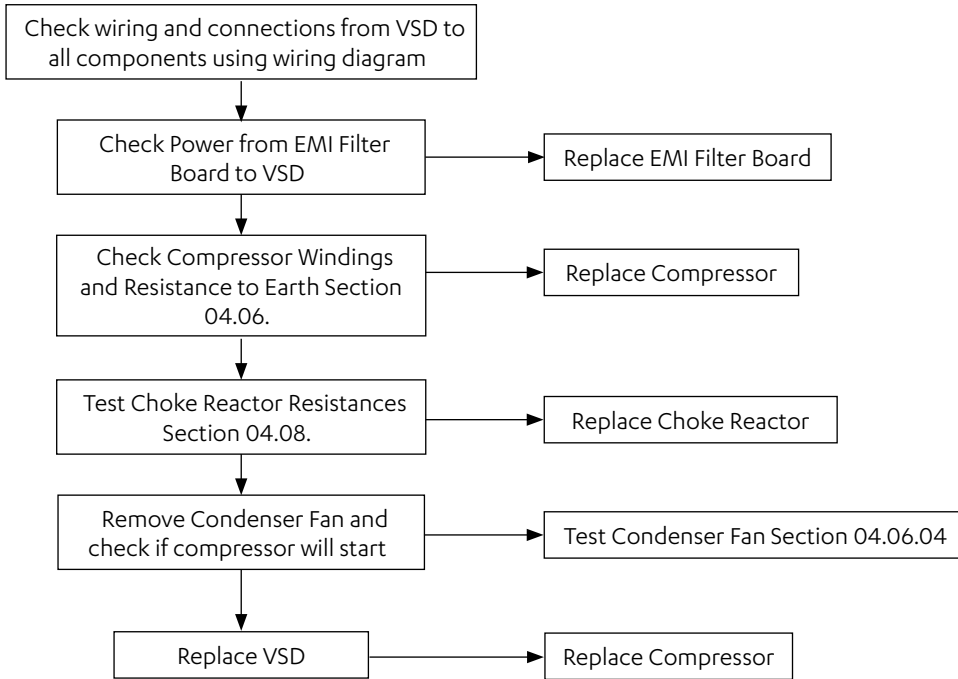 Check wiring and connections from VSD to
all components using wiring diagram
Check Power from EMI Filter
Board to VSD
Replace EMI Filter Board
Check Compressor Windings
and Resistance to Earth Section
04.06.
Replace Compressor
Test Choke Reactor Resistances
Section 04.08.
Replace Choke Reactor
Remove Condenser Fan and
check if compressor will start
Test Condenser Fan Section 04.06.04
Replace VSD
Replace Compressor